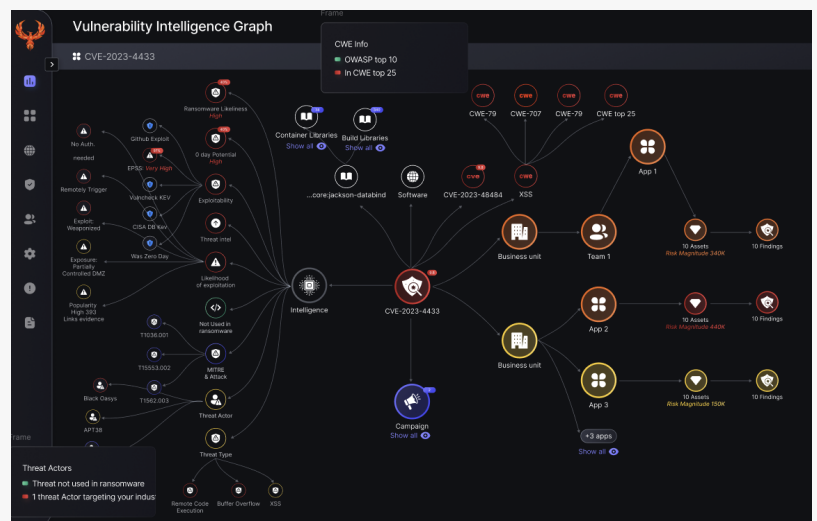 Frame
Vulnerability Intelligence Graph
CVE-2023-4433
CWE Info
OWASP top 10
In CWE top 25
Ransomware Likeliness
High
0 day Potential
High
Exploitability
Threat intel
Likelihood
of exploitation
Not Used in
ransomware
MITRE
& Attack
Threat Actor
Threat Type
Github Exploit
EPSS: Very High
Vulncheck KEV
CISA DB Kev
Was Zero Day
No Auth.
needed
Remotely Trigger
Exploit:
Weaponized
Exposure:
Partially
Controlled DMZ
Popularity
High 393
Links evidence
T1036.001
T15553.002
T1562.003
Black Oasys
APT38
Remote Code
Execution
Buffer Overflow
XSS
Intelligence
Container Libraries
Show all
Build Libraries
Show all
...core:jackson-databind
Software
CVE-2023-48484
XSS
cwe
cwe
cwe
cwe
cwe
cwe
CWE-79
CWE-707
CWE-79
CWE top 25
CVE-2023-4433
Campaign
Show all
Business unit
Team 1
App 1
10 Assets
Risk Magnitude 340K
10 Findings
Business unit
App 2
10 Assets
Risk Magnitude 440K
10 Findings
App 3
10 Assets
Risk Magnitude 150K
10 Findings
+3 apps
Show all
rame
Threat Actors
Threat not used in ransomware
1 threat Actor targeting your indus